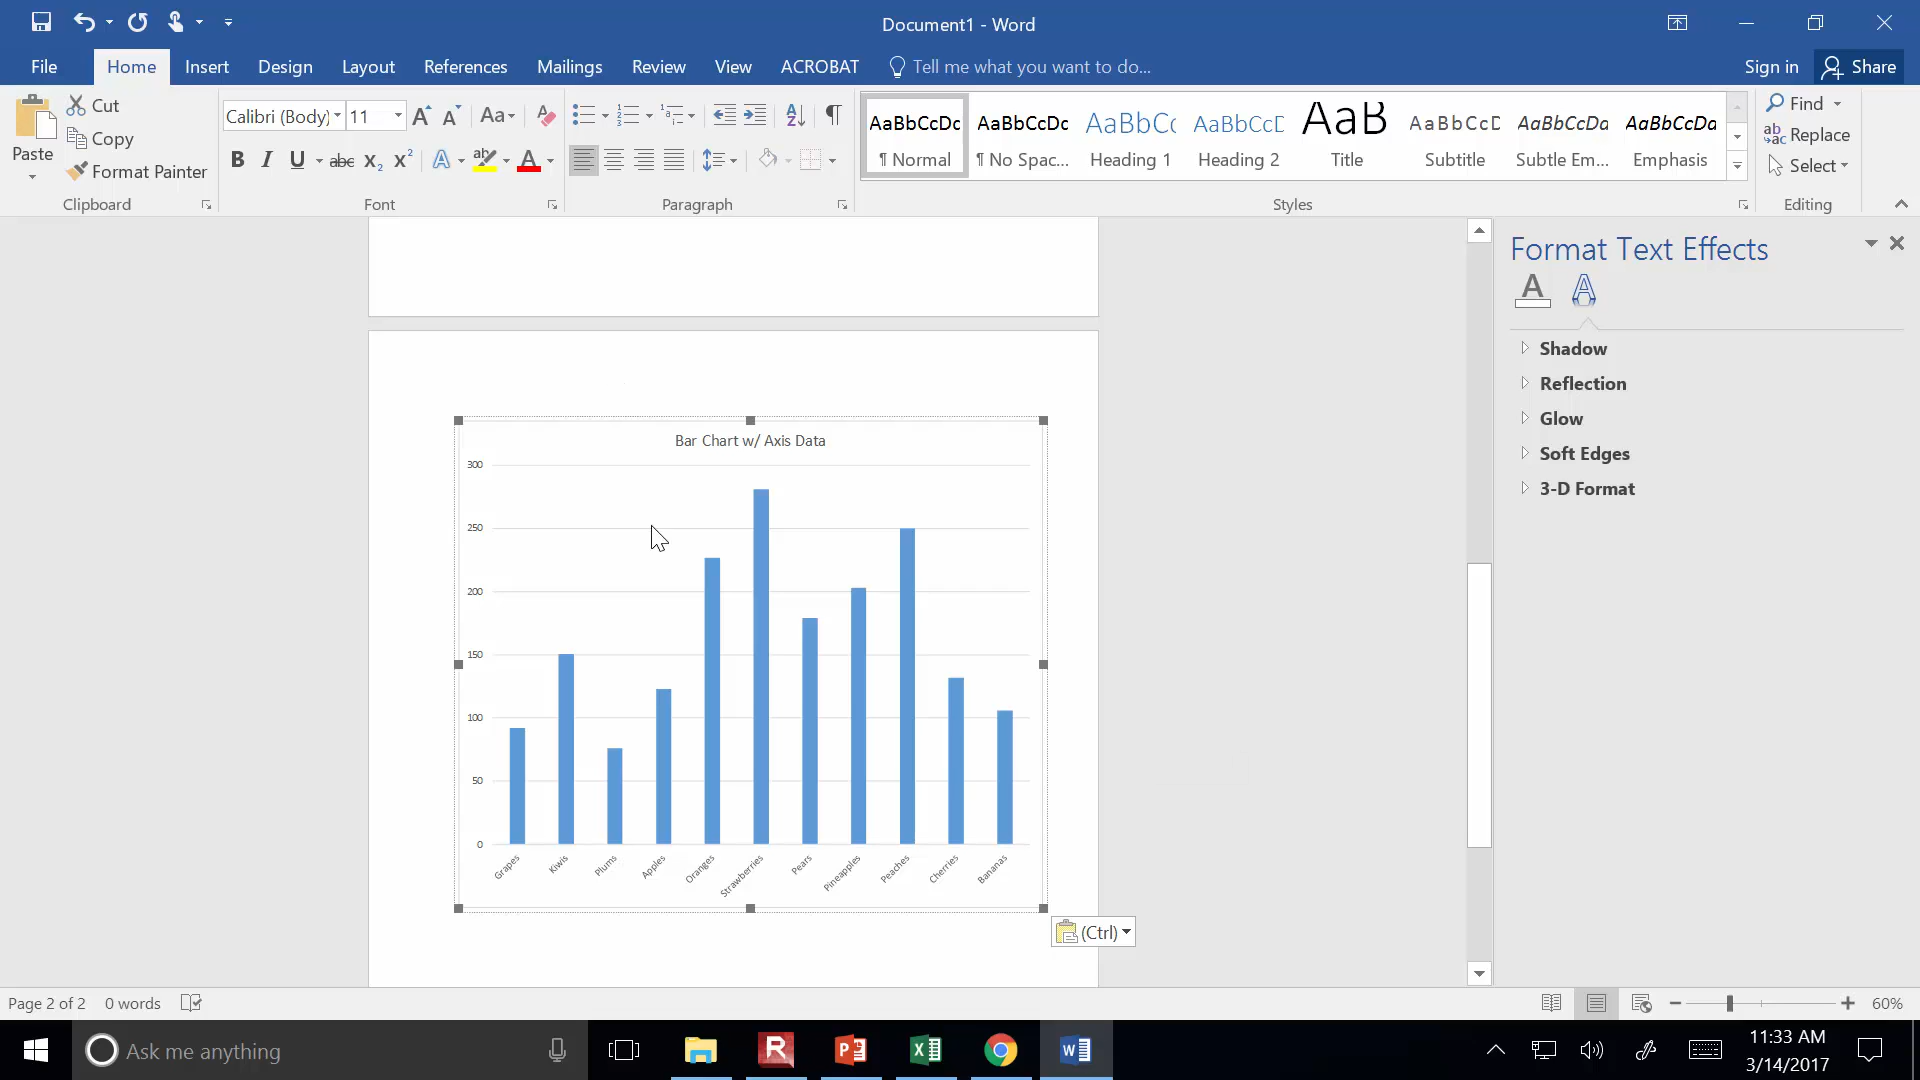 Document1 - Word
File Home Insert Design Layout References Mailings Review View ACROBAT Tell me what you want to do... Sign in Share
Paste
Cut
Copy
Format Painter
Clipboard
Calibri (Body) 11
Font
Paragraph
AaBbCcDc AaBbCcDc AaBbCc AaBbCcD AaB AaBbCcD AaBbCcDa AaBbCcDa
¶ Normal ¶ No Spac... Heading 1 Heading 2 Title Subtitle Subtle Em... Emphasis
Styles
Find
Replace
Select
Editing
Format Text Effects
Shadow
Reflection
Glow
Soft Edges
3-D Format
Bar Chart w/ Axis Data
300
250
200
150
100
50
0
Grapes Kiwis Plums Apples Oranges Strawberries Pears Pineapples Peaches Cherries Bananas
(Ctrl)
Page 2 of 2 0 words 60%
Ask me anything
11:33 AM
3/14/2017